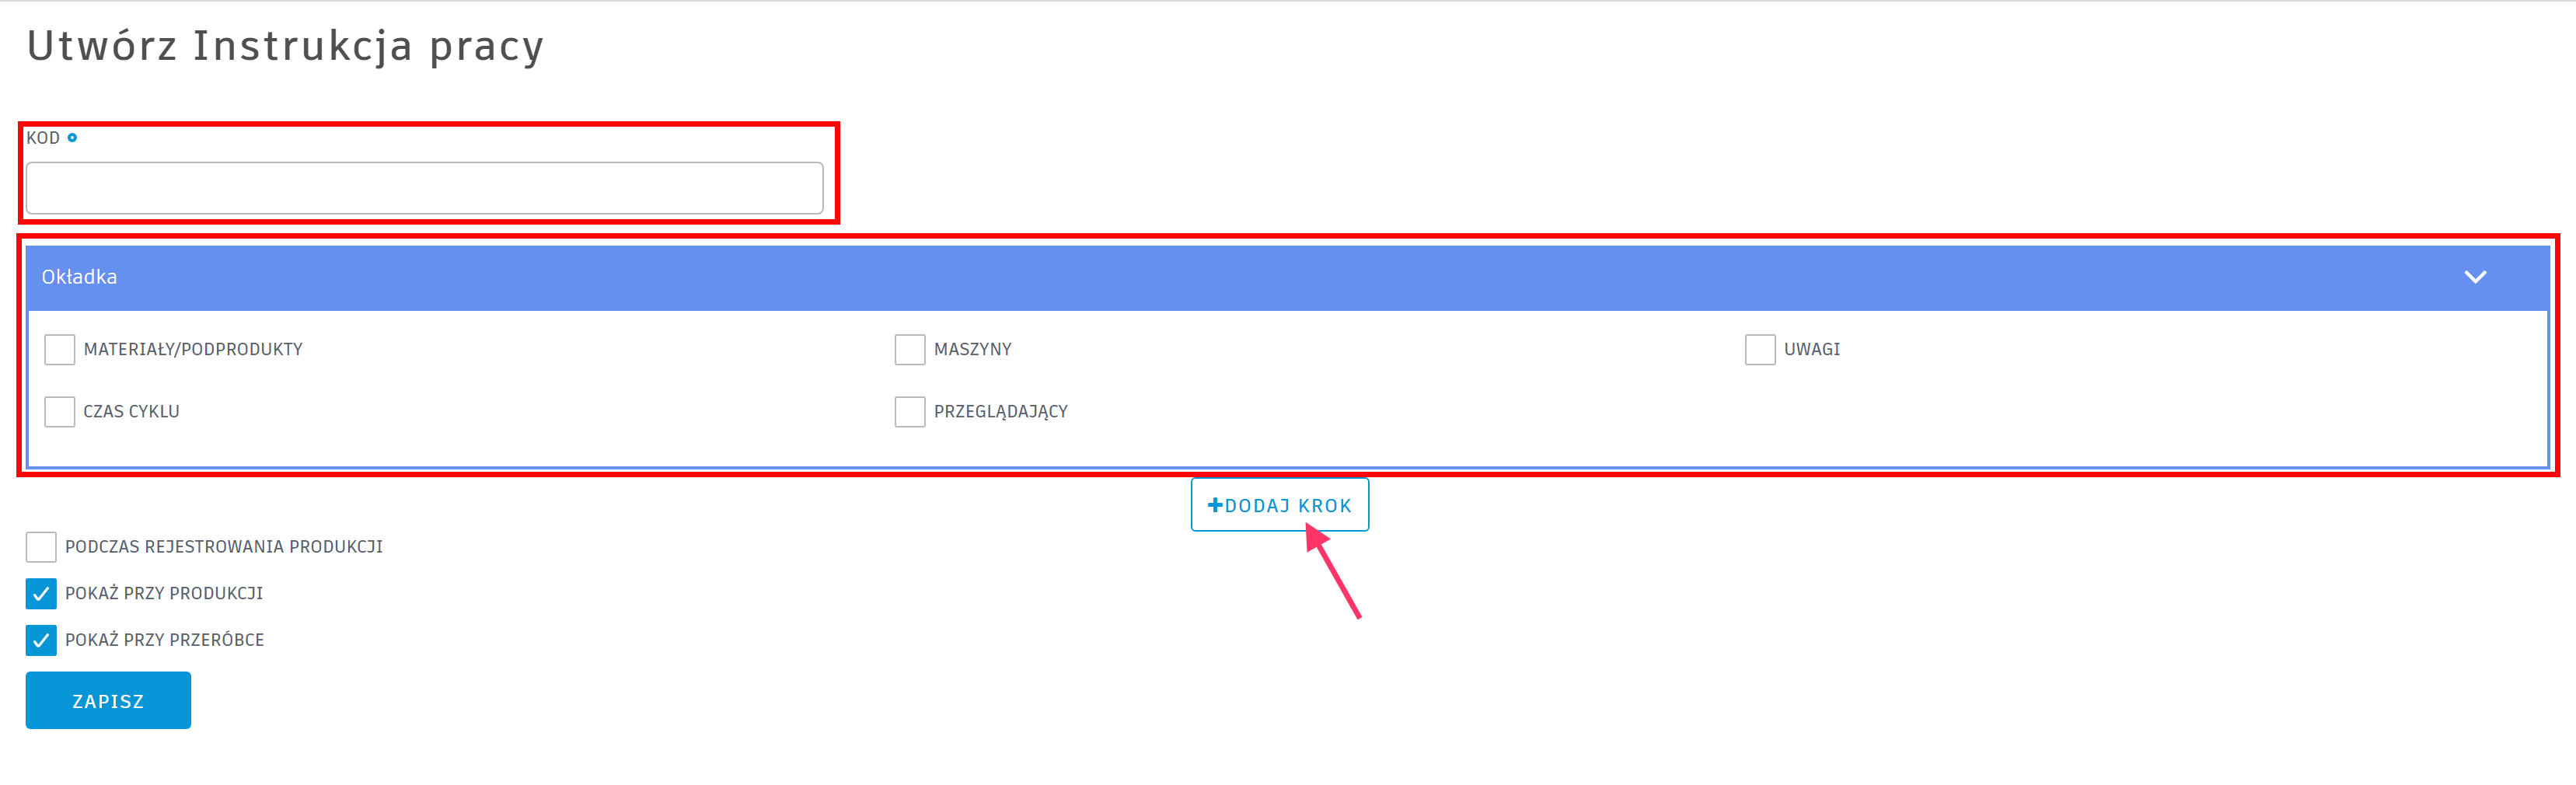 Utwórz Instrukcja pracy
KOD
Okładka
MATERIAŁY/PODPRODUKTY MASZYNY UWAGI
CZAS CYKLU PRZEGLĄDAJĄCY
+DODAJ KROK
PODCZAS REJESTROWANIA PRODUKCJI
POKAŻ PRZY PRODUKCJI
POKAŻ PRZY PRZERÓBCE
ZAPISZ